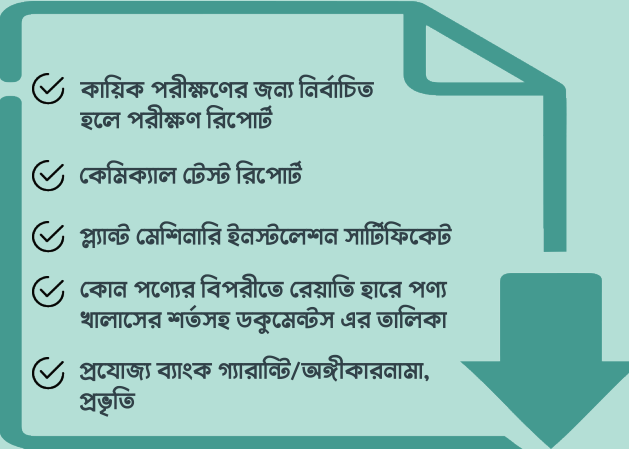 কায়িক পরীক্ষণের জন্য নির্বাচিত
হলে পরীক্ষণ রিপোর্ট
কেমিক্যাল টেস্ট রিপোর্ট
প্ল্যান্ট মেশিনারি ইনস্টলেশন সার্টিফিকেট
কোন পণ্যের বিপরীতে রেয়াতি হারে পণ্য
খালাসের শর্তসহ ডকুমেন্টস এর তালিকা
প্রযোজ্য ব্যাংক গ্যারান্টি/অঙ্গীকারনামা,
প্রভৃতি